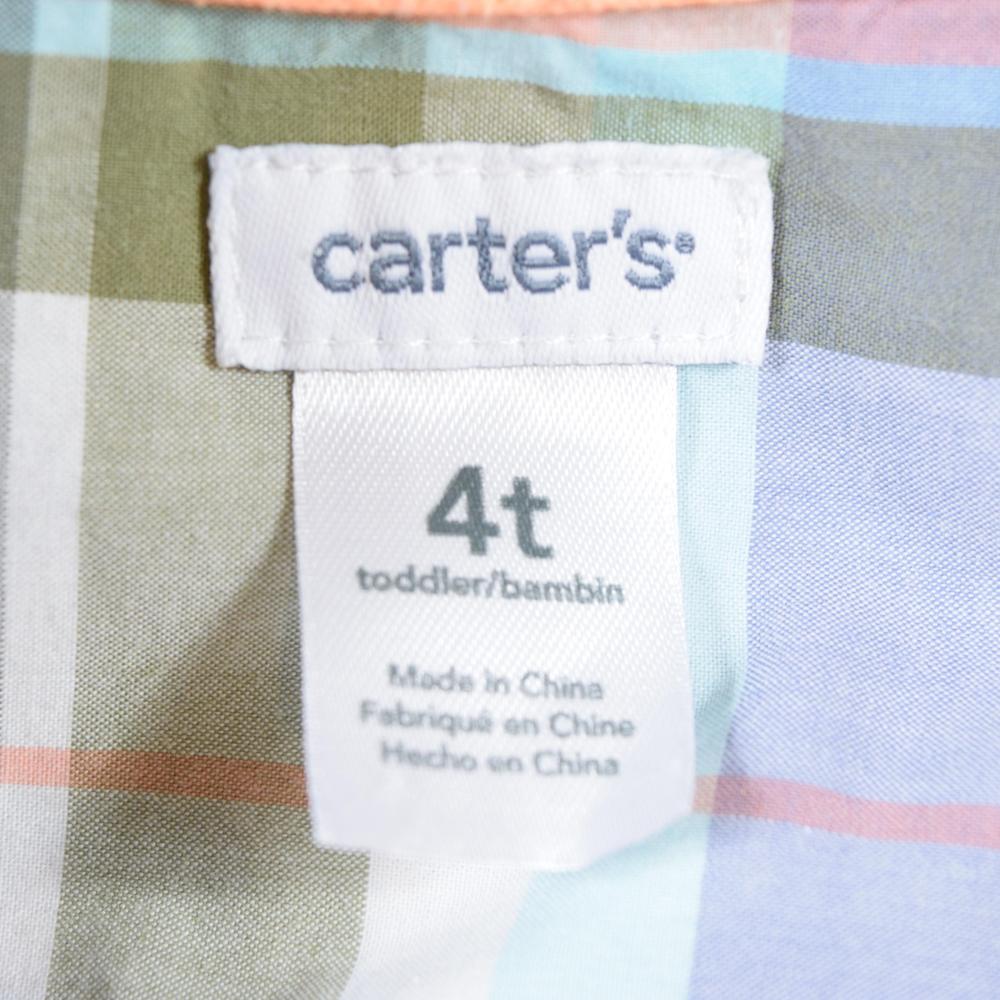 carter's®
4t
toddler/bambin
Made in China
Fabriqué en Chine
Hecho en China